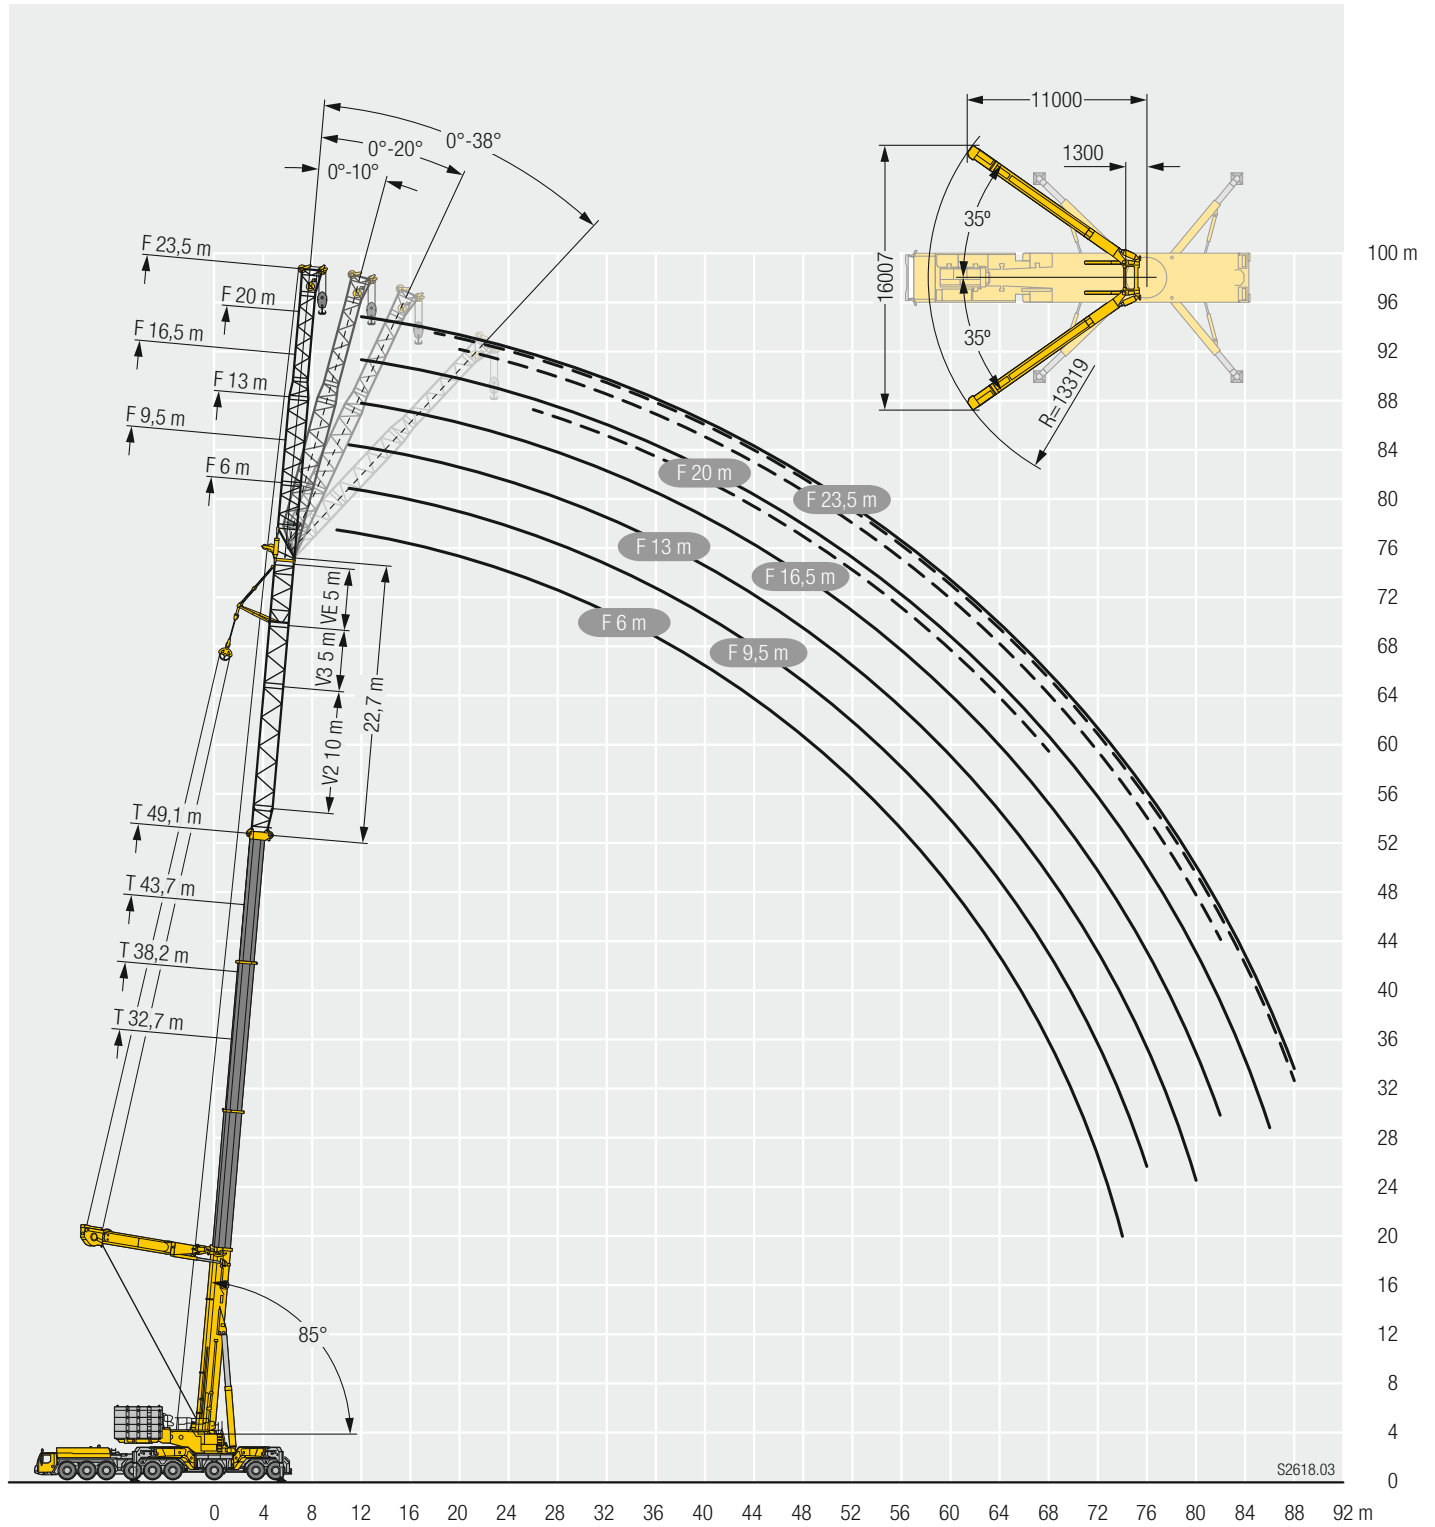 11000
1300
0°-38°
0°-20°
0°-10°
35°
16007
35°
R=13319
F 23,5 m
F 20 m
F 16,5 m
F 13 m
F 9,5 m
F 6 m
100 m
96
92
88
84
80
76
72
68
64
60
56
52
48
44
40
36
32
28
24
20
16
12
8
4
0
F 20 m
F 23,5 m
F 13 m
F 16,5 m
F 6 m
F 9,5 m
VE 5 m
V3 5 m
V2 10 m
22,7 m
T 49,1 m
T 43,7 m
T 38,2 m
T 32,7 m
85°
S2618.03
0 4 8 12 16 20 24 28 32 36 40 44 48 52 56 60 64 68 72 76 80 84 88 92 m